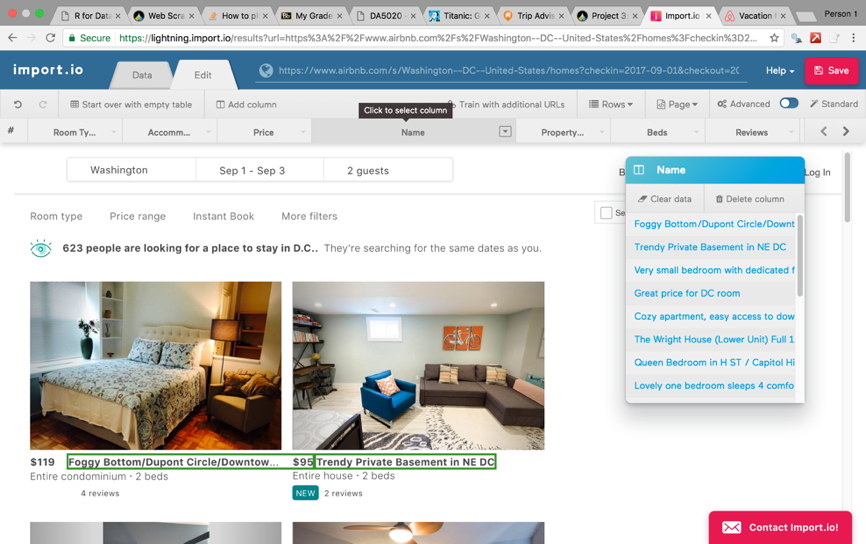 R for Data
Web Scra
How to pl
My Grade
DA5020 -
Titanic: G
Trip Advis
Project 3:
Import.io
Vacation R
Person 1
Secure https://lightning.import.io/results?url=https%3A%2F%2Fwww.airbnb.com%2Fs%2FWashington--DC--United-States%2Fhomes%3Fcheckin%3D2...
import.io
Data
Edit
https://www.airbnb.com/s/Washington--DC--United-States/homes?checkin=2017-09-01&checkout=20
Help
Save
Start over with empty table
Add column
Click to select column
Train with additional URLs
Rows
Page
Advanced
Standard
#
Room Ty...
Accomm...
Price
Name
Property...
Beds
Reviews
Washington
Sep 1 - Sep 3
2 guests
B
Log In
Name
Clear data
Delete column
Room type
Price range
Instant Book
More filters
Se
623 people are looking for a place to stay in D.C.. They're searching for the same dates as you.
Foggy Bottom/Dupont Circle/Downt
Trendy Private Basement in NE DC
Very small bedroom with dedicated f
Great price for DC room
Cozy apartment, easy access to dow
The Wright House (Lower Unit) Full 1
Queen Bedroom in H ST / Capitol Hi
Lovely one bedroom sleeps 4 comfo
$119 Foggy Bottom/Dupont Circle/Downtow...
Entire condominium · 2 beds
4 reviews
$95 Trendy Private Basement in NE DC
Entire house · 2 beds
NEW 2 reviews
Contact Import.io!